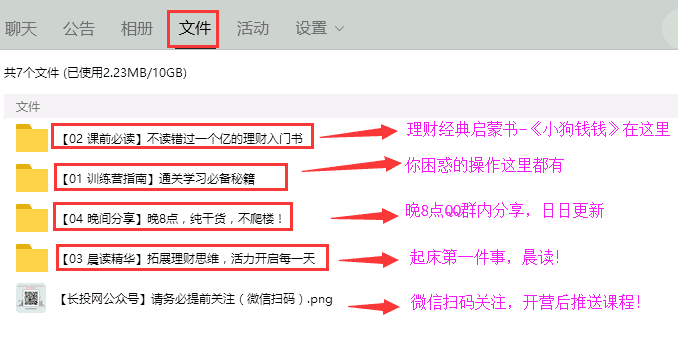 聊天 公告 相册 文件 活动 设置
共7个文件 (已使用2.23MB/10GB)
文件
【02 课前必读】不读错过一个亿的理财入门书 理财经典启蒙书-《小狗钱钱》在这里
【01 训练营指南】通关学习必备秘籍 你困惑的操作这里都有
【04 晚间分享】晚8点，纯干货，不爬楼！ 晚8点QQ群内分享，日日更新
【03 晨读精华】拓展理财思维，活力开启每一天 起床第一件事，晨读!
【长投网公众号】请务必提前关注（微信扫码）.png 微信扫码关注，开营后推送课程!